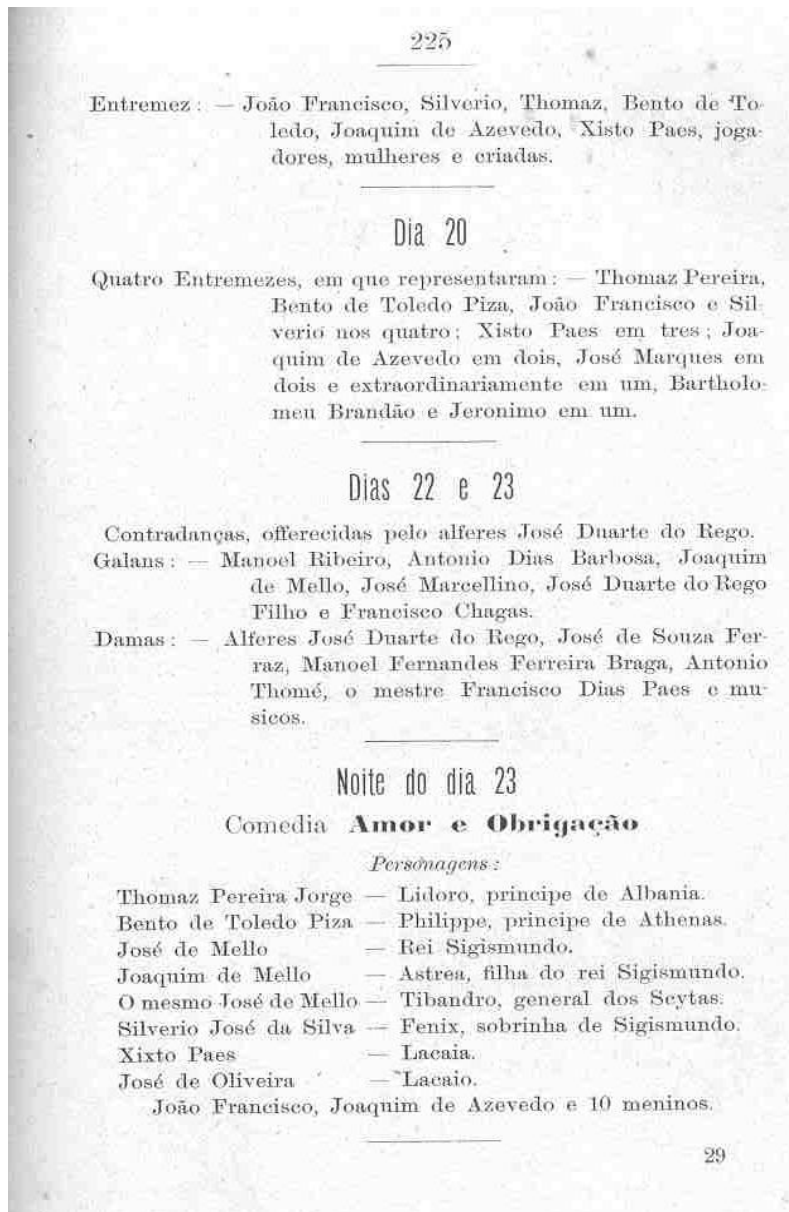 225
Entremez : — João Francisco, Silverio, Thomaz, Bento de To-
ledo, Joaquim de Azevedo, Xisto Paes, joga-
dores, mulheres e criadas.
Dia 20
Quatro Entremezes, em que representaram : — Thomaz Pereira,
Bento de Toledo Piza, João Francisco e Sil-
verio nos quatro ; Xisto Paes em tres ; Joa-
quim de Azevedo em dois, José Marques em
dois e extraordinariamente em um, Bartholo-
meu Brandão e Jeronimo em um.
Dias 22 e 23
Contradanças, offerecidas pelo alferes José Duarte do Rego.
Galans : — Manoel Ribeiro, Antonio Dias Barbosa, Joaquim
de Mello, José Marcellino, José Duarte do Rego
Filho e Francisco Chagas.
Damas : — Alferes José Duarte do Rego, José de Souza Fer-
raz, Manoel Fernandes Ferreira Braga, Antonio
Thomé, o mestre Francisco Dias Paes e mu-
sicos.
Noite do dia 23
Comedia Amor e Obrigação
Personagens :
Thomaz Pereira Jorge — Lidoro, principe de Albania.
Bento de Toledo Piza — Philippe, principe de Athenas.
José de Mello — Rei Sigismundo.
Joaquim de Mello — Astrea, filha do rei Sigismundo.
O mesmo José de Mello — Tibandro, general dos Scytas.
Silverio José da Silva — Fenix, sobrinha de Sigismundo.
Xixto Paes — Lacaia.
José de Oliveira — Lacaio.
João Francisco, Joaquim de Azevedo e 10 meninos.
29